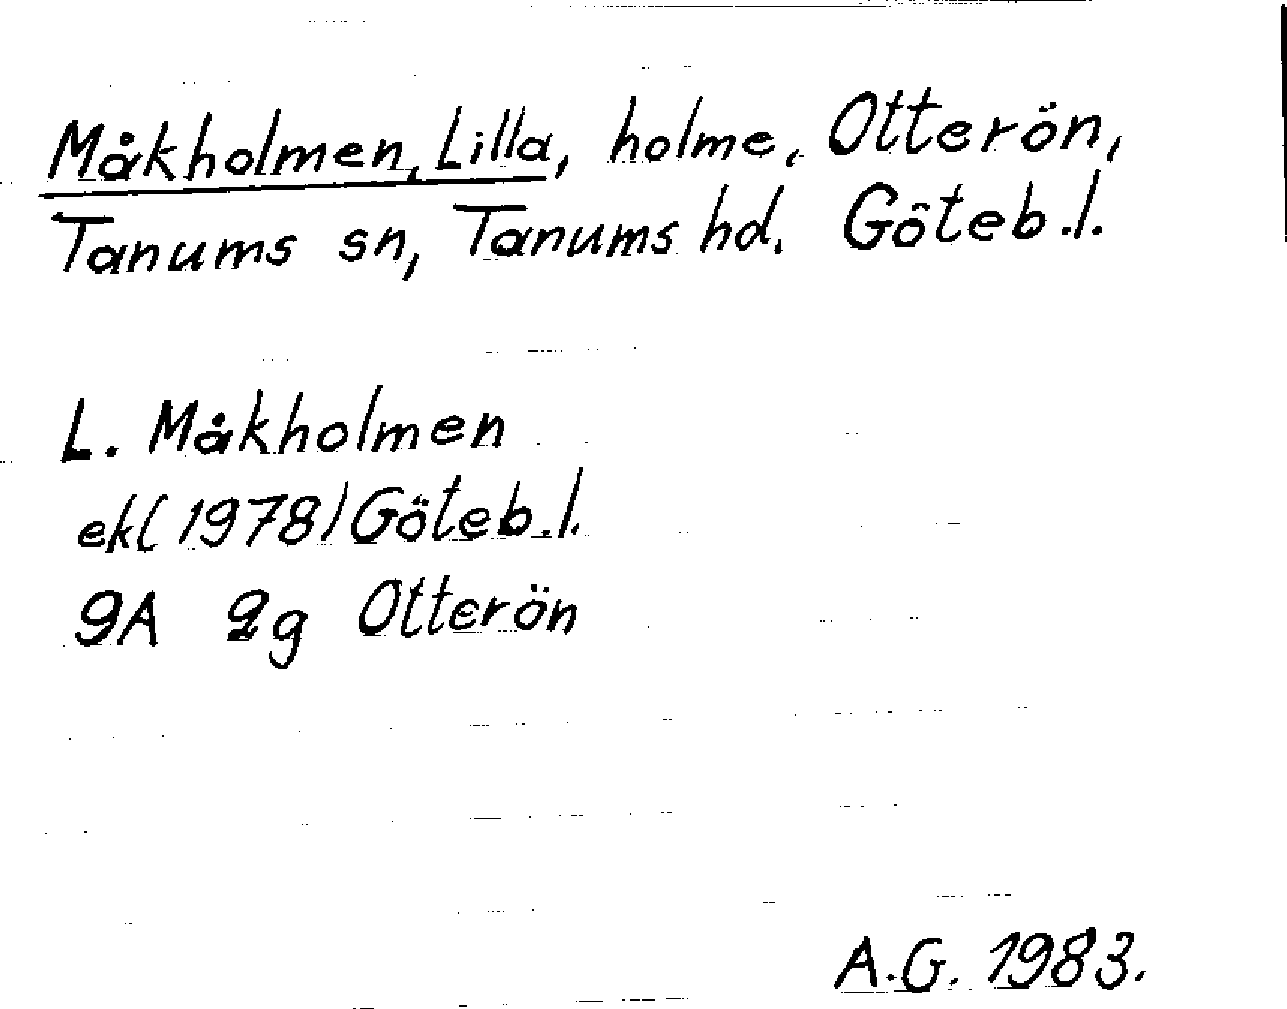 Måkholmen, Lilla, holme, Otterön,
Tanums sn, Tanums hd. Göteb.l.
L. Måkholmen
ek(1978) Göteb.l.
9A 2g Otterön
A.G. 1983.